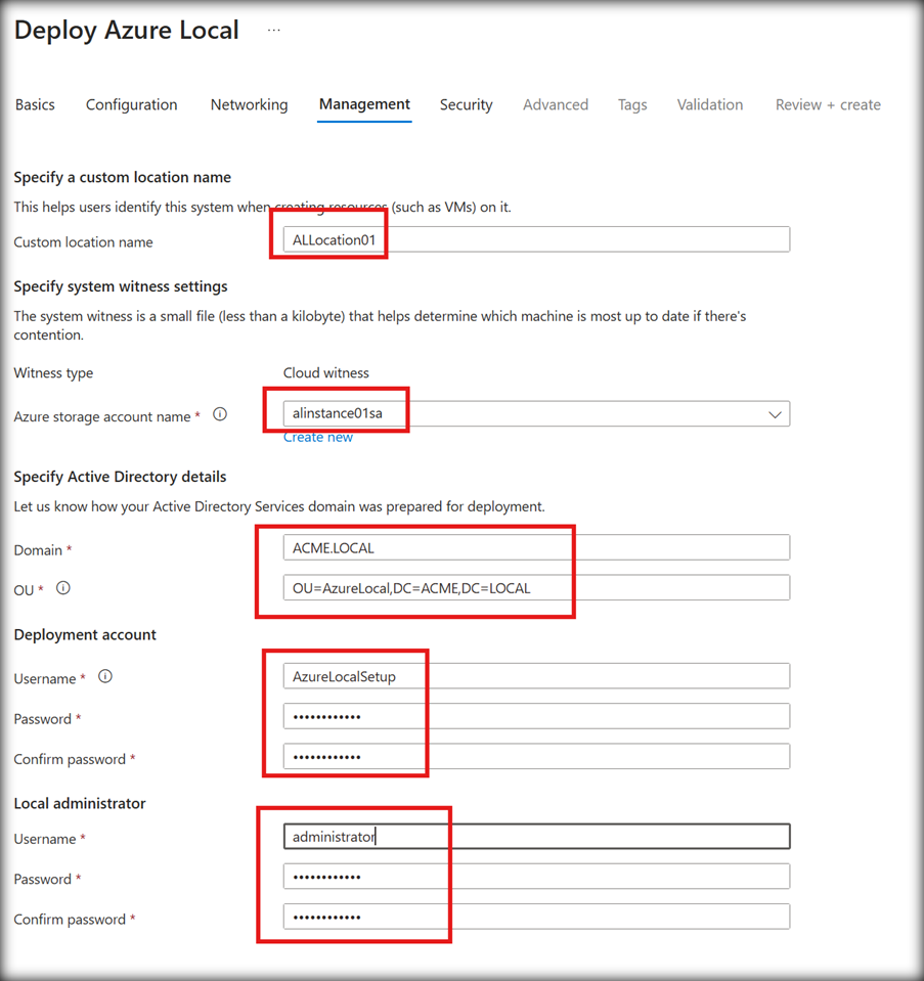 Deploy Azure Local ...
Basics Configuration Networking Management Security Advanced Tags Validation Review + create
Specify a custom location name
This helps users identify this system when creating resources (such as VMs) on it.
Custom location name ALLocation01
Specify system witness settings
The system witness is a small file (less than a kilobyte) that helps determine which machine is most up to date if there's
contention.
Witness type Cloud witness
Azure storage account name * alinstance01sa
Create new
Specify Active Directory details
Let us know how your Active Directory Services domain was prepared for deployment.
Domain * ACME.LOCAL
OU * OU=AzureLocal,DC=ACME,DC=LOCAL
Deployment account
Username * AzureLocalSetup
Password * ••••••••••••
Confirm password * ••••••••••••
Local administrator
Username * administrator
Password * ••••••••••••
Confirm password * ••••••••••••